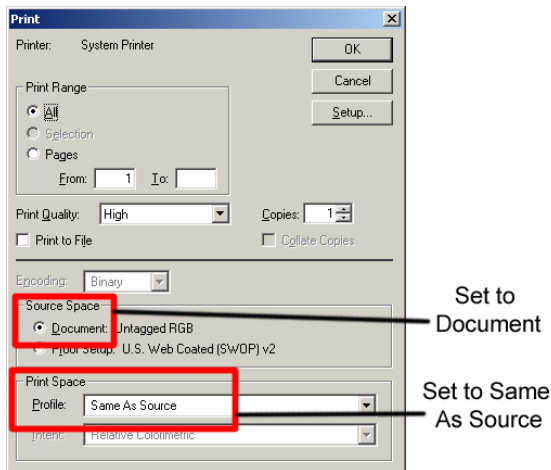 Print
Printer: System Printer
OK
Cancel
Setup...
Print Range
All
Selection
Pages
From: 1 To:
Print Quality: High
Copies: 1
Print to File
Collate Copies
Encoding: Binary
Source Space
Document: Untagged RGB
Proof Setup: U.S. Web Coated (SWOP) v2
Set to
Document
Print Space
Profile: Same As Source
Intent: Relative Colorimetric
Set to Same
As Source